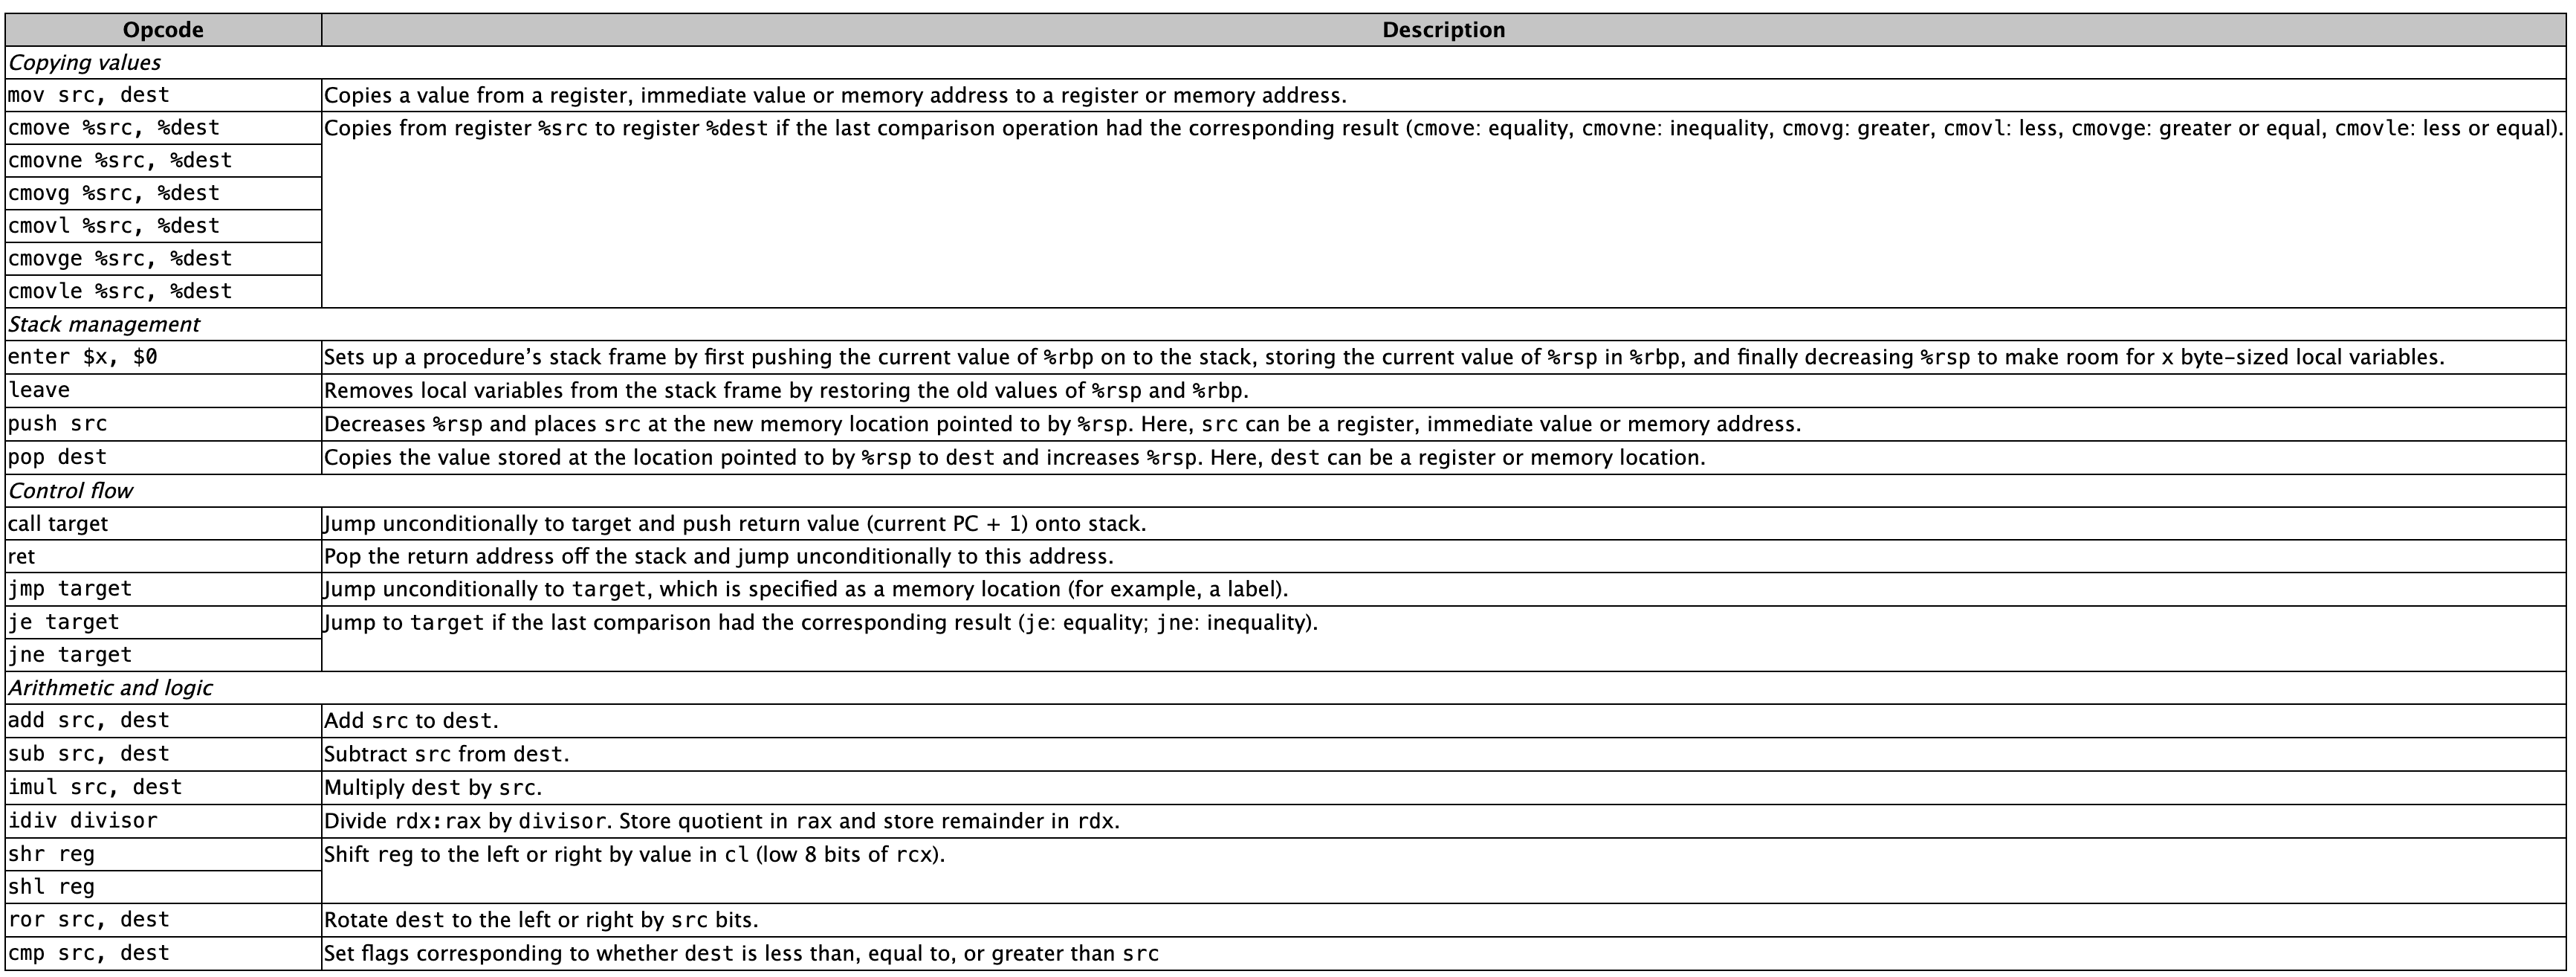 Opcode Description
Copying values
mov src, dest Copies a value from a register, immediate value or memory address to a register or memory address.
cmove %src, %dest Copies from register %src to register %dest if the last comparison operation had the corresponding result (cmove: equality, cmovne: inequality, cmovg: greater, cmovl: less, cmovge: greater or equal, cmovle: less or equal).
cmovne %src, %dest
cmovg %src, %dest
cmovl %src, %dest
cmovge %src, %dest
cmovle %src, %dest
Stack management
enter $x, $0 Sets up a procedure’s stack frame by first pushing the current value of %rbp on to the stack, storing the current value of %rsp in %rbp, and finally decreasing %rsp to make room for x byte-sized local variables.
leave Removes local variables from the stack frame by restoring the old values of %rsp and %rbp.
push src Decreases %rsp and places src at the new memory location pointed to by %rsp. Here, src can be a register, immediate value or memory address.
pop dest Copies the value stored at the location pointed to by %rsp to dest and increases %rsp. Here, dest can be a register or memory location.
Control flow
call target Jump unconditionally to target and push return value (current PC + 1) onto stack.
ret Pop the return address off the stack and jump unconditionally to this address.
jmp target Jump unconditionally to target, which is specified as a memory location (for example, a label).
je target Jump to target if the last comparison had the corresponding result (je: equality; jne: inequality).
jne target
Arithmetic and logic
add src, dest Add src to dest.
sub src, dest Subtract src from dest.
imul src, dest Multiply dest by src.
idiv divisor Divide rdx:rax by divisor. Store quotient in rax and store remainder in rdx.
shr reg Shift reg to the left or right by value in cl (low 8 bits of rcx).
shl reg
ror src, dest Rotate dest to the left or right by src bits.
cmp src, dest Set flags corresponding to whether dest is less than, equal to, or greater than src